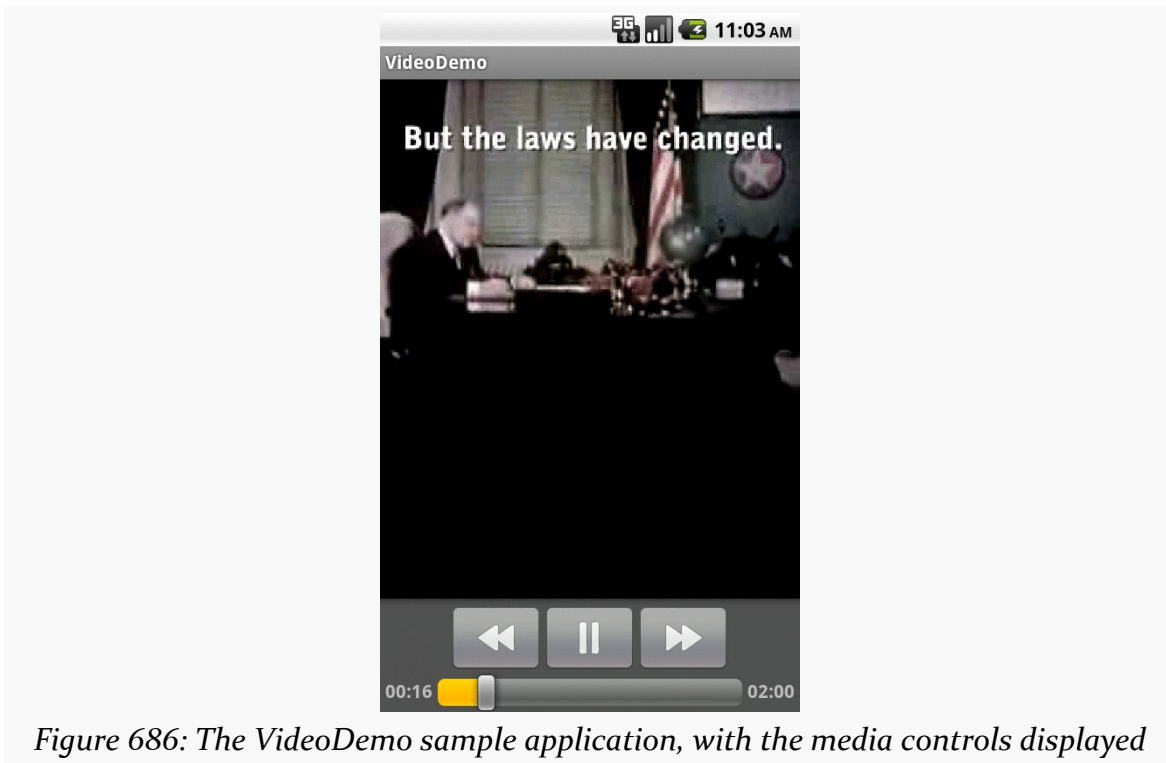 3G 11:03 AM
VideoDemo
But the laws have changed.
00:16 02:00
Figure 686: The VideoDemo sample application, with the media controls displayed